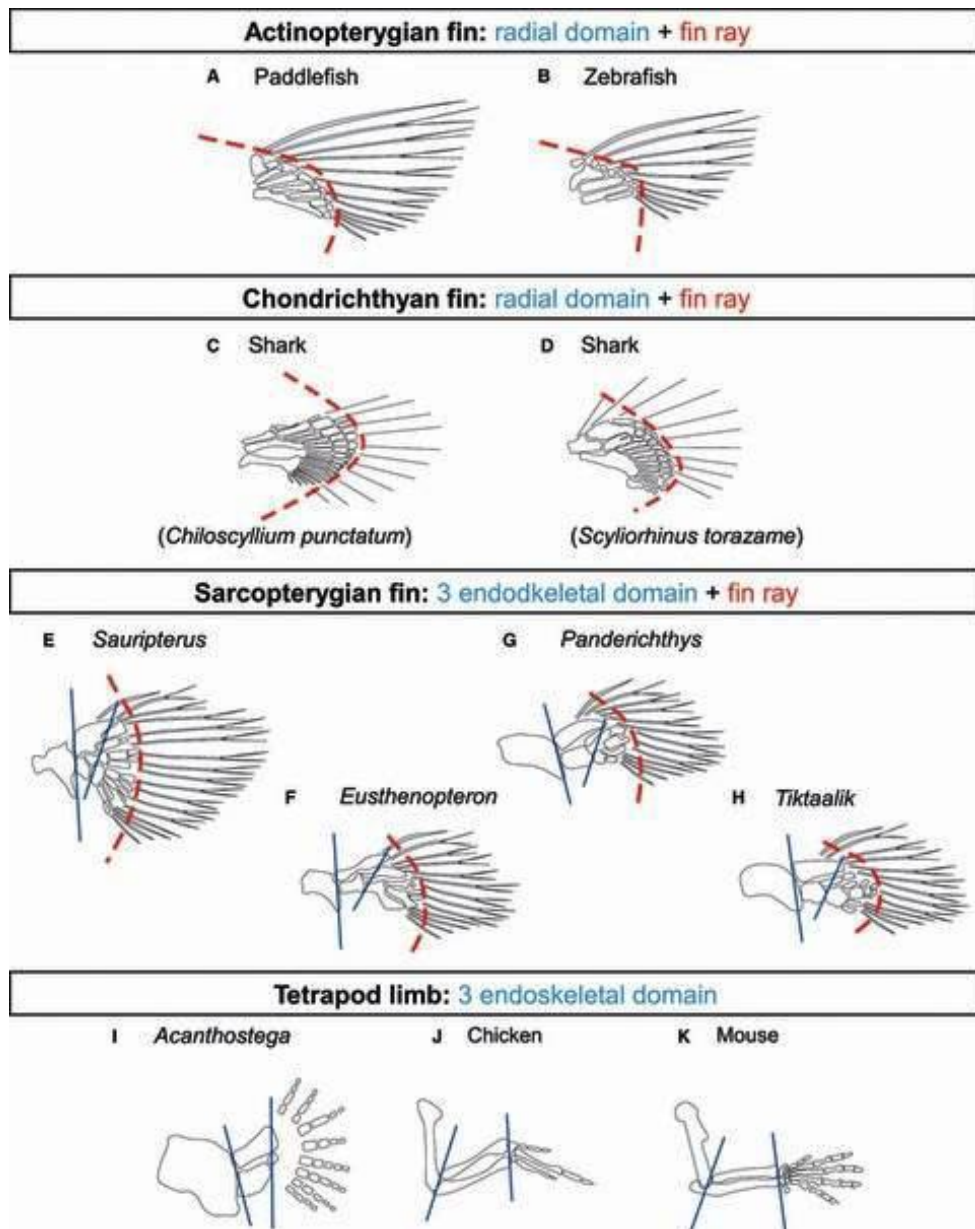 Actinopterygian fin: radial domain + fin ray
A Paddlefish
B Zebrafish
Chondrichthyan fin: radial domain + fin ray
C Shark
D Shark
(Chiloscyllium punctatum)
(Scyliorhinus torazame)
Sarcopterygian fin: 3 endodkeletal domain + fin ray
E Sauripterus
G Panderichthys
F Eusthenopteron
H Tiktaalik
Tetrapod limb: 3 endoskeletal domain
I Acanthostega
J Chicken
K Mouse